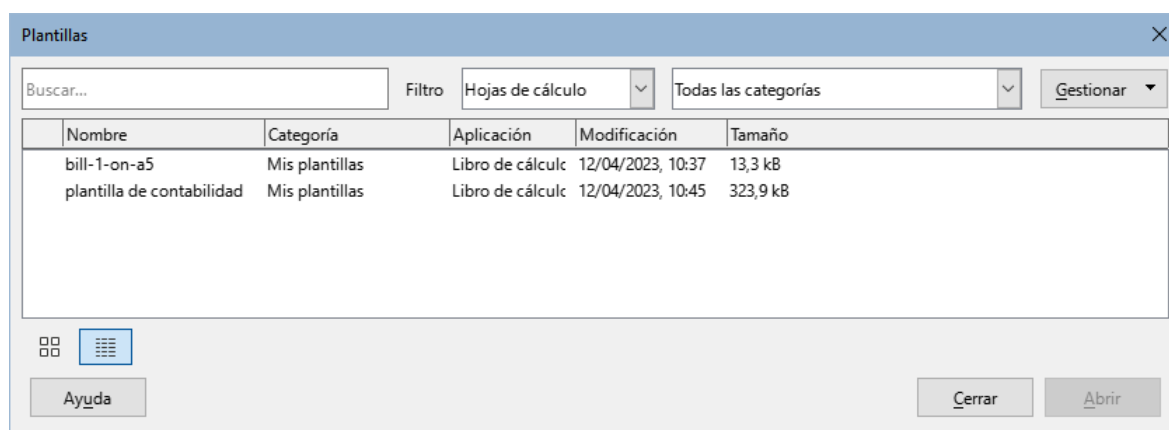 Plantillas
Buscar... Filtro Hojas de cálculo Todas las categorías Gestionar
Nombre Categoría Aplicación Modificación Tamaño
bill-1-on-a5 Mis plantillas Libro de cálculc 12/04/2023, 10:37 13,3 kB
plantilla de contabilidad Mis plantillas Libro de cálculc 12/04/2023, 10:45 323,9 kB
Ayuda Cerrar Abrir